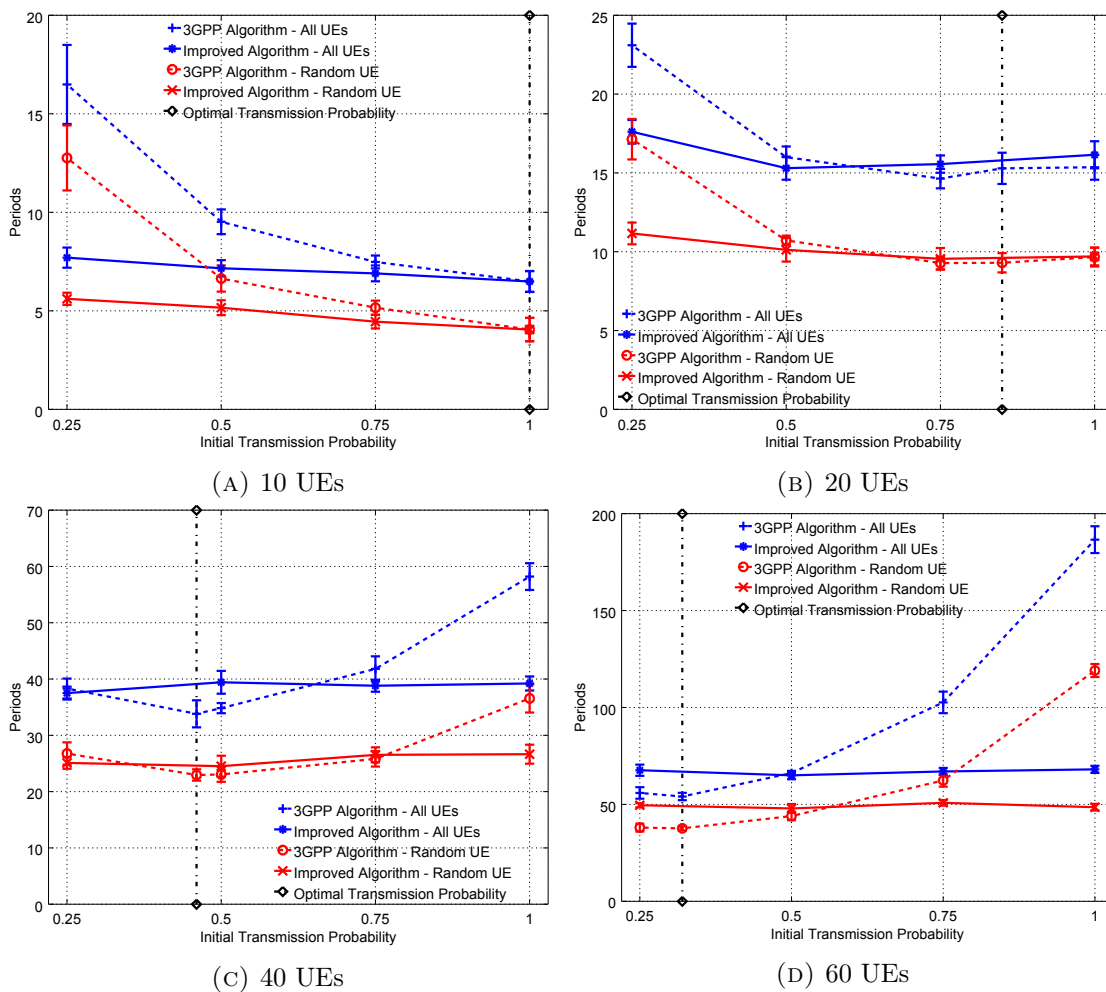 20
15
10
5
0
Periods
3GPP Algorithm - All UEs
Improved Algorithm - All UEs
3GPP Algorithm - Random UE
Improved Algorithm - Random UE
Optimal Transmission Probability
0.25 0.5 0.75 1
Initial Transmission Probability
(A) 10 UEs
25
20
15
10
5
0
Periods
3GPP Algorithm - All UEs
Improved Algorithm - All UEs
3GPP Algorithm - Random UE
Improved Algorithm - Random UE
Optimal Transmission Probability
0.25 0.5 0.75 1
Initial Transmission Probability
(B) 20 UEs
70
60
50
40
30
20
10
0
Periods
3GPP Algorithm - All UEs
Improved Algorithm - All UEs
3GPP Algorithm - Random UE
Improved Algorithm - Random UE
Optimal Transmission Probability
0.25 0.5 0.75 1
Initial Transmission Probability
(C) 40 UEs
200
150
100
50
0
Periods
3GPP Algorithm - All UEs
Improved Algorithm - All UEs
3GPP Algorithm - Random UE
Improved Algorithm - Random UE
Optimal Transmission Probability
0.25 0.5 0.75 1
Initial Transmission Probability
(D) 60 UEs